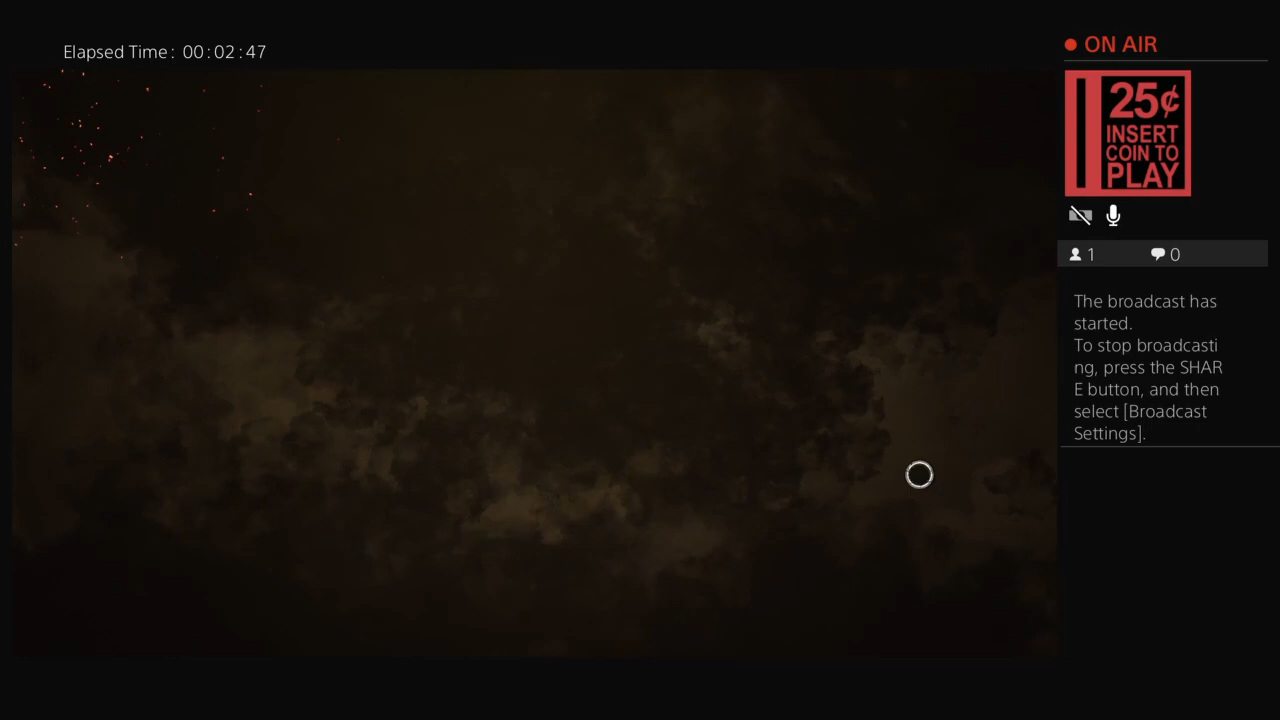 Elapsed Time: 00:02:47
ON AIR
25¢
INSERT
COIN TO
PLAY
1
0
The broadcast has
started.
To stop broadcasti
ng, press the SHAR
E button, and then
select [Broadcast
Settings].